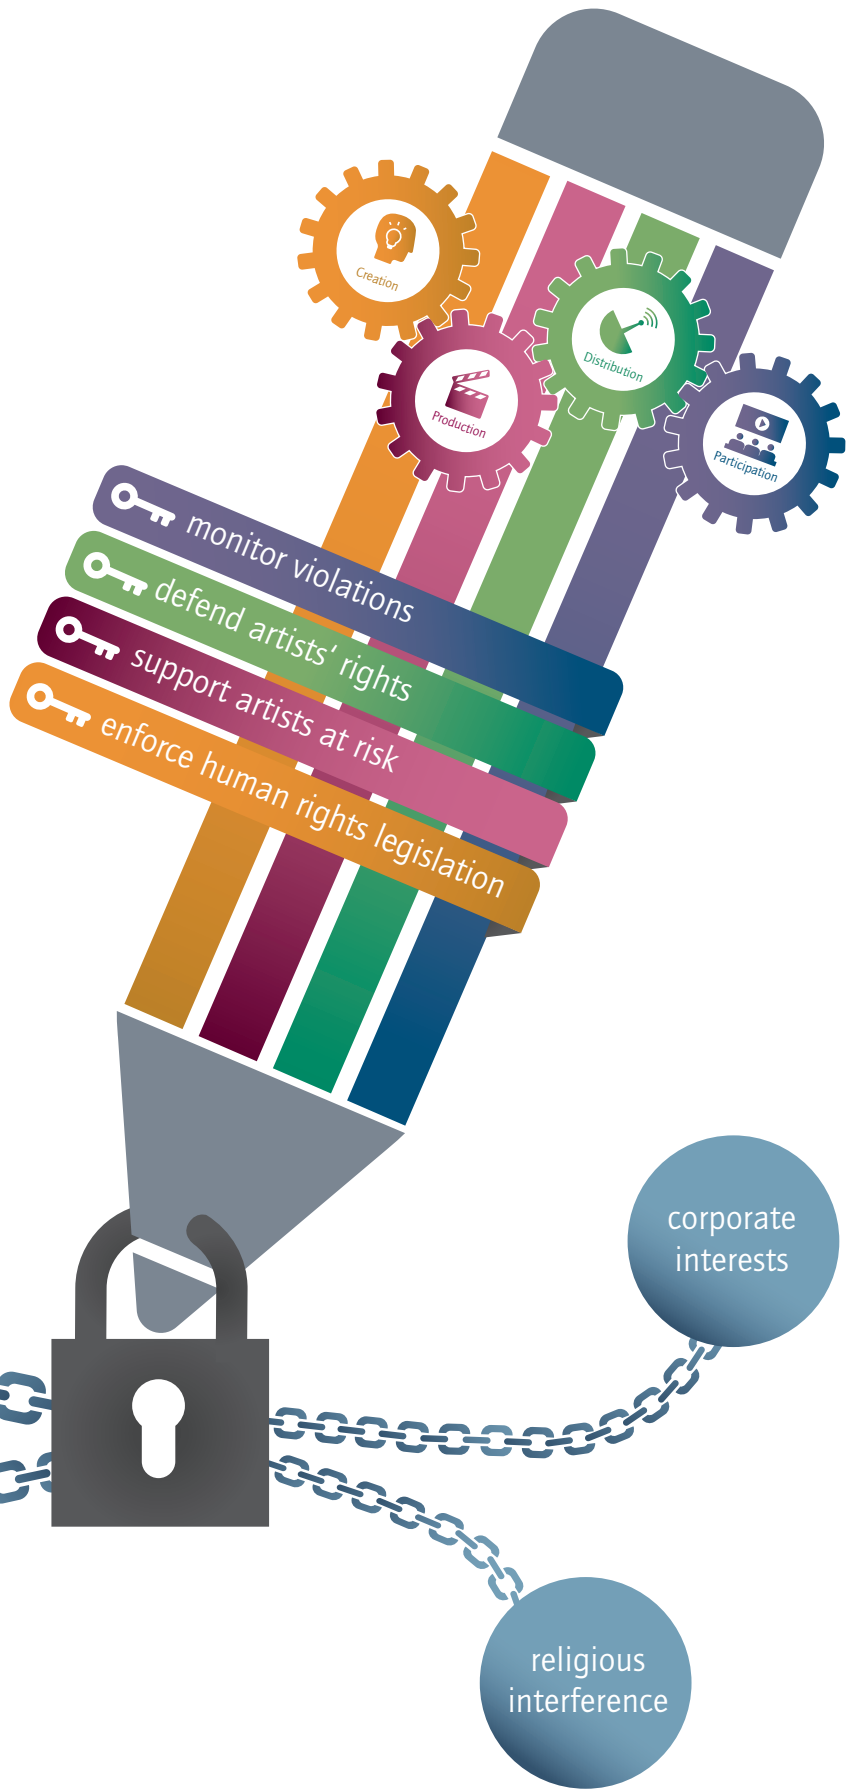 Creation
Distribution
Production
Participation
monitor violations
defend artists' rights
support artists at risk
enforce human rights legislation
corporate
interests
religious
interference